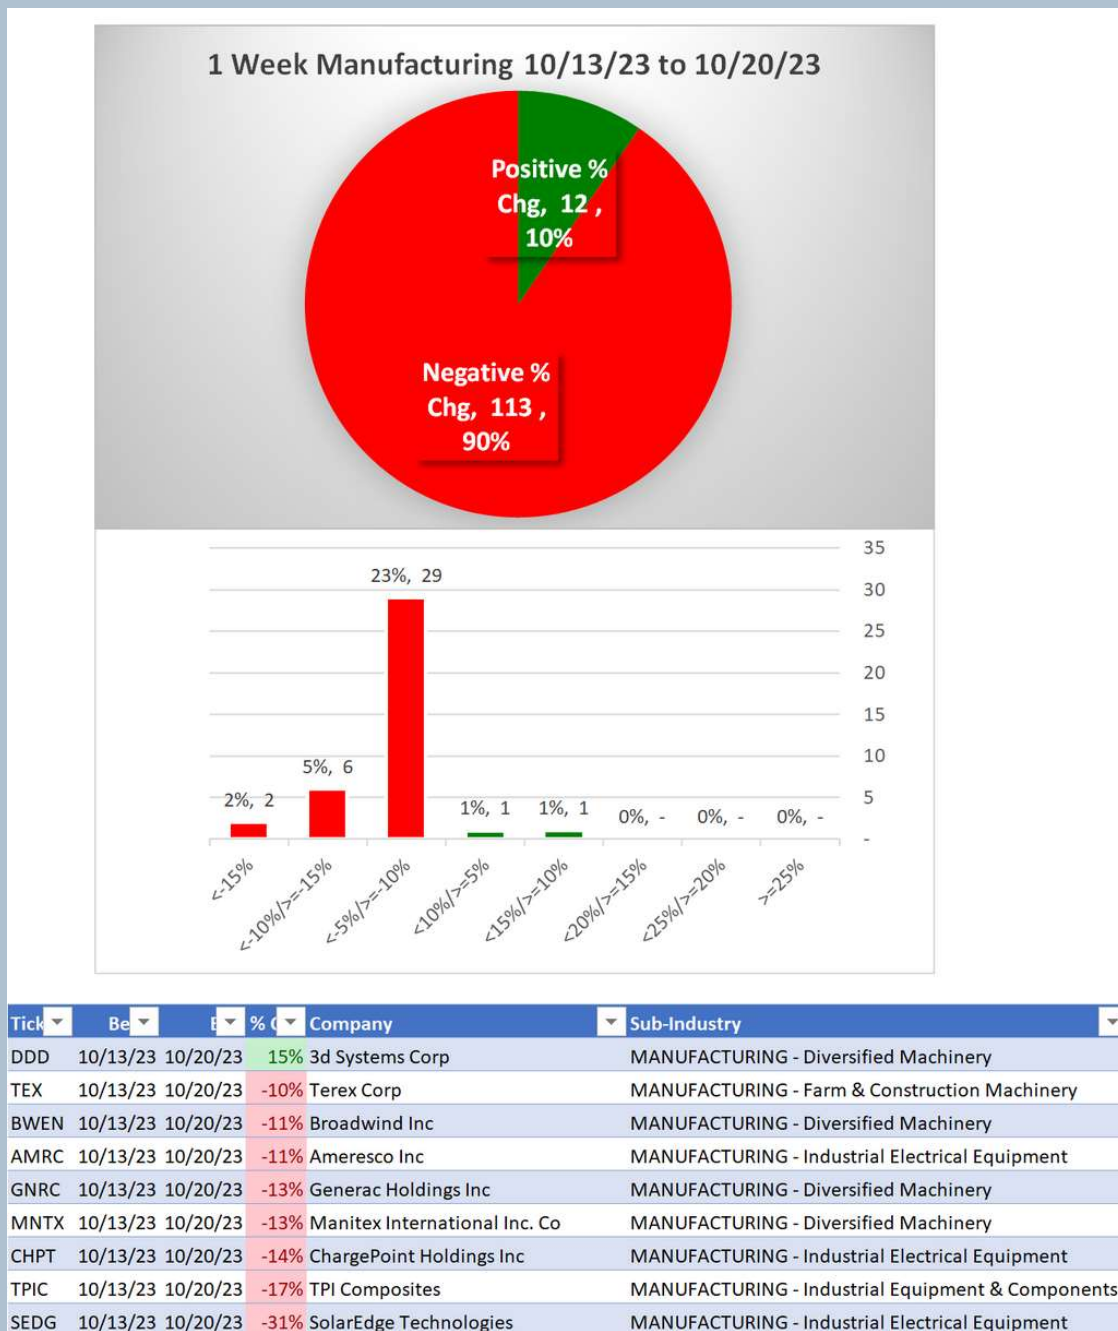 1 Week Manufacturing 10/13/23 to 10/20/23
Positive %
Chg, 12 ,
10%
Negative %
Chg, 113 ,
90%
35
30
25
20
15
10
5
-
2%, 2
5%, 6
23%, 29
1%, 1
1%, 1
0%, -
0%, -
0%, -
<-15%
<-10%/>=-15%
<-5%/>=-10%
<10%/>=5%
<15%/>=10%
<20%/>=15%
<25%/>=20%
>=25%
Tick Be E % C Company Sub-Industry
DDD 10/13/23 10/20/23 15% 3d Systems Corp MANUFACTURING - Diversified Machinery
TEX 10/13/23 10/20/23 -10% Terex Corp MANUFACTURING - Farm & Construction Machinery
BWEN 10/13/23 10/20/23 -11% Broadwind Inc MANUFACTURING - Diversified Machinery
AMRC 10/13/23 10/20/23 -11% Ameresco Inc MANUFACTURING - Industrial Electrical Equipment
GNRC 10/13/23 10/20/23 -13% Generac Holdings Inc MANUFACTURING - Diversified Machinery
MNTX 10/13/23 10/20/23 -13% Manitex International Inc. Co MANUFACTURING - Diversified Machinery
CHPT 10/13/23 10/20/23 -14% ChargePoint Holdings Inc MANUFACTURING - Industrial Electrical Equipment
TPIC 10/13/23 10/20/23 -17% TPI Composites MANUFACTURING - Industrial Equipment & Components
SEDG 10/13/23 10/20/23 -31% SolarEdge Technologies MANUFACTURING - Industrial Electrical Equipment